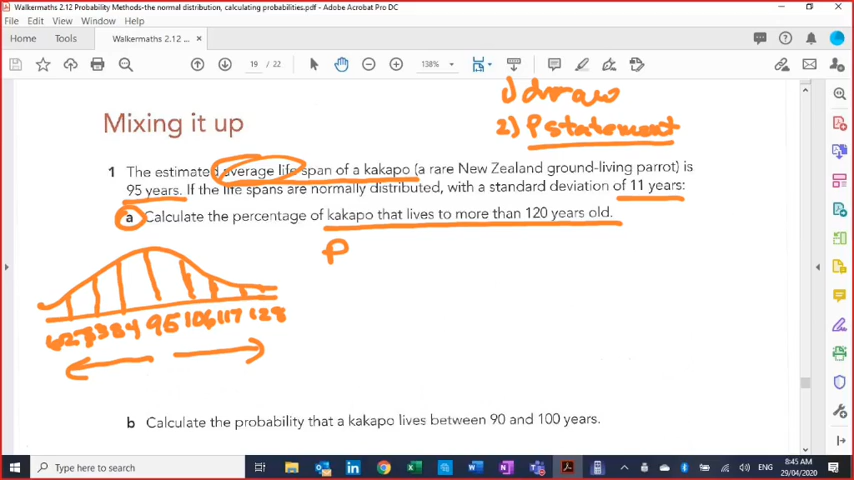 Walkermaths 2.12 Probability Methods-the normal distribution, calculating probabilities.pdf - Adobe Acrobat Pro DC
File Edit View Window Help
Home Tools Walkermaths 2.12 ... ×
19 / 22 138%
1) draw
2) P statement
Mixing it up
1 The estimated average life span of a kakapo (a rare New Zealand ground-living parrot) is
95 years. If the life spans are normally distributed, with a standard deviation of 11 years:
a Calculate the percentage of kakapo that lives to more than 120 years old.
P
62 73 84 95 106 117 128
b Calculate the probability that a kakapo lives between 90 and 100 years.
Type here to search
ENG
8:45 AM
29/04/2020